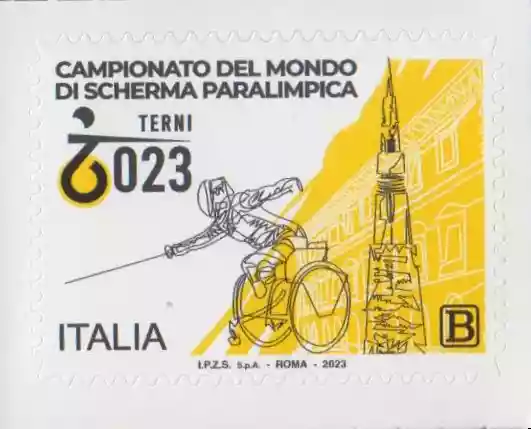 CAMPIONATO DEL MONDO
DI SCHERMA PARALIMPICA
TERNI
2023
ITALIA
B
I.P.Z.S. S.p.A. - ROMA - 2023